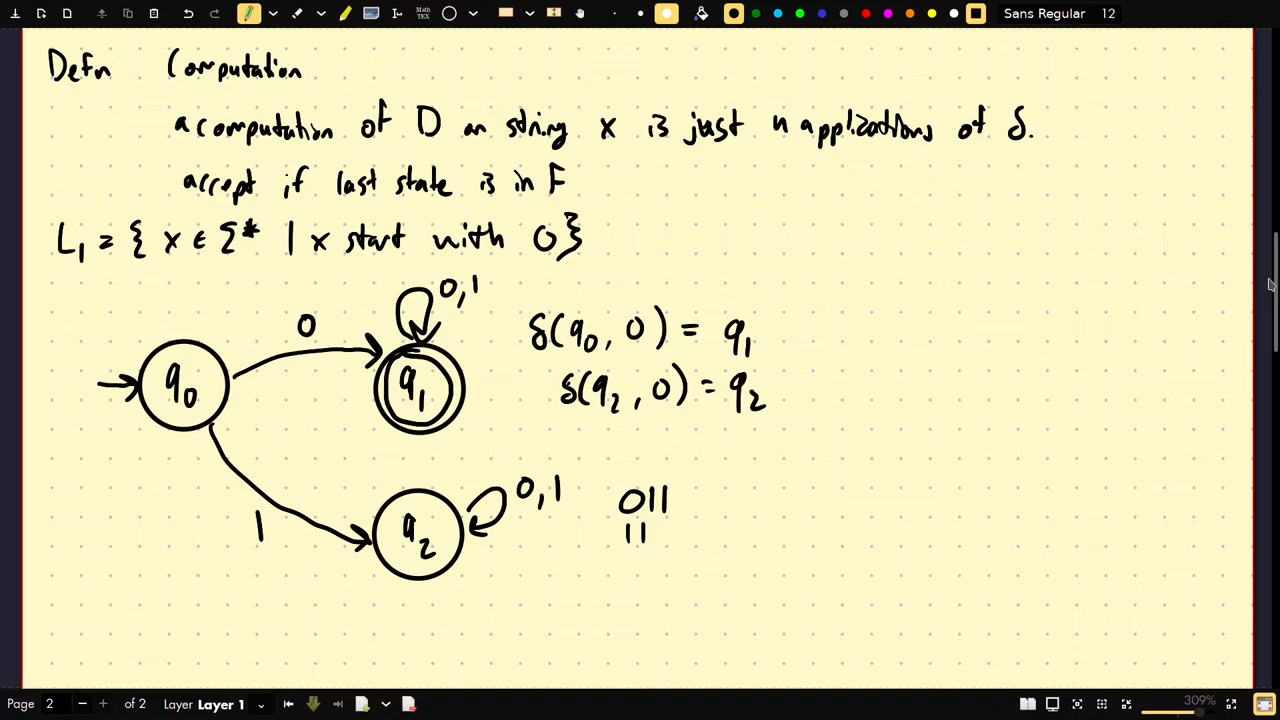 Sans Regular 12
Defn Computation
a computation of D on string x is just n applications of δ.
accept if last state is in F
L₁ = { x ∈ Σ* | x start with 0}
0,1
0
δ(q₀, 0) = q₁
q₀
q₁
δ(q₂, 0) = q₂
0,1
011
1
q₂
11
Page 2 of 2 Layer Layer 1 309%